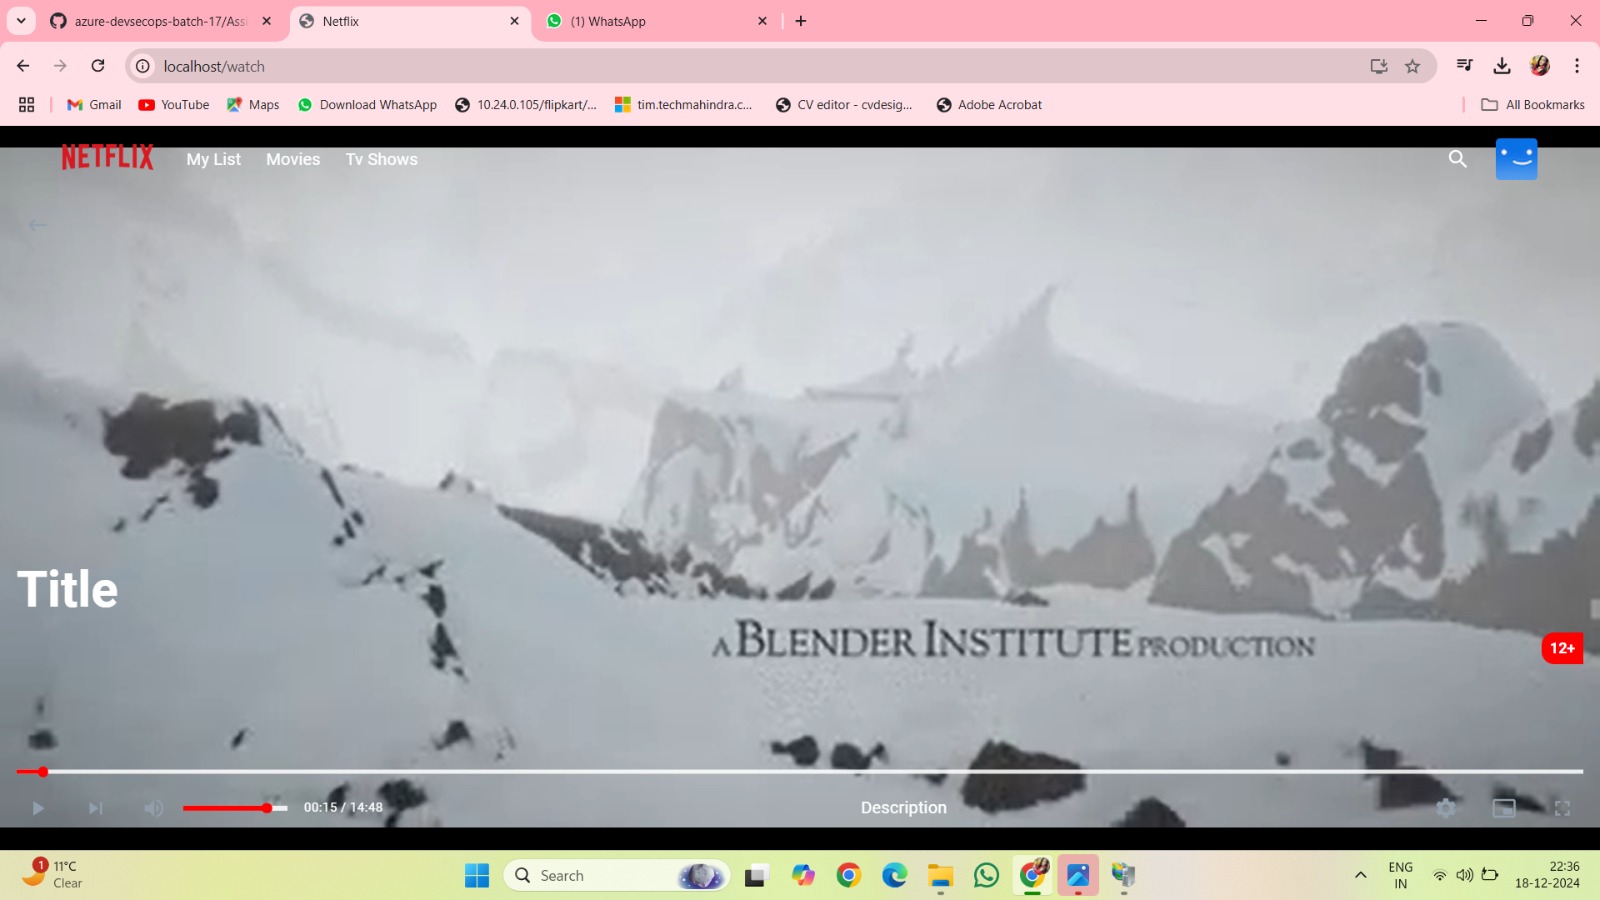 azure-devsecops-batch-17/Assi
Netflix
(1) WhatsApp
localhost/watch
Gmail
YouTube
Maps
Download WhatsApp
10.24.0.105/flipkart/...
tim.techmahindra.c...
CV editor - cvdesig...
Adobe Acrobat
All Bookmarks
NETFLIX
My List
Movies
Tv Shows
Title
A BLENDER INSTITUTE PRODUCTION
12+
00:15 / 14:48
Description
1
11°C
Clear
Search
ENG
IN
22:36
18-12-2024